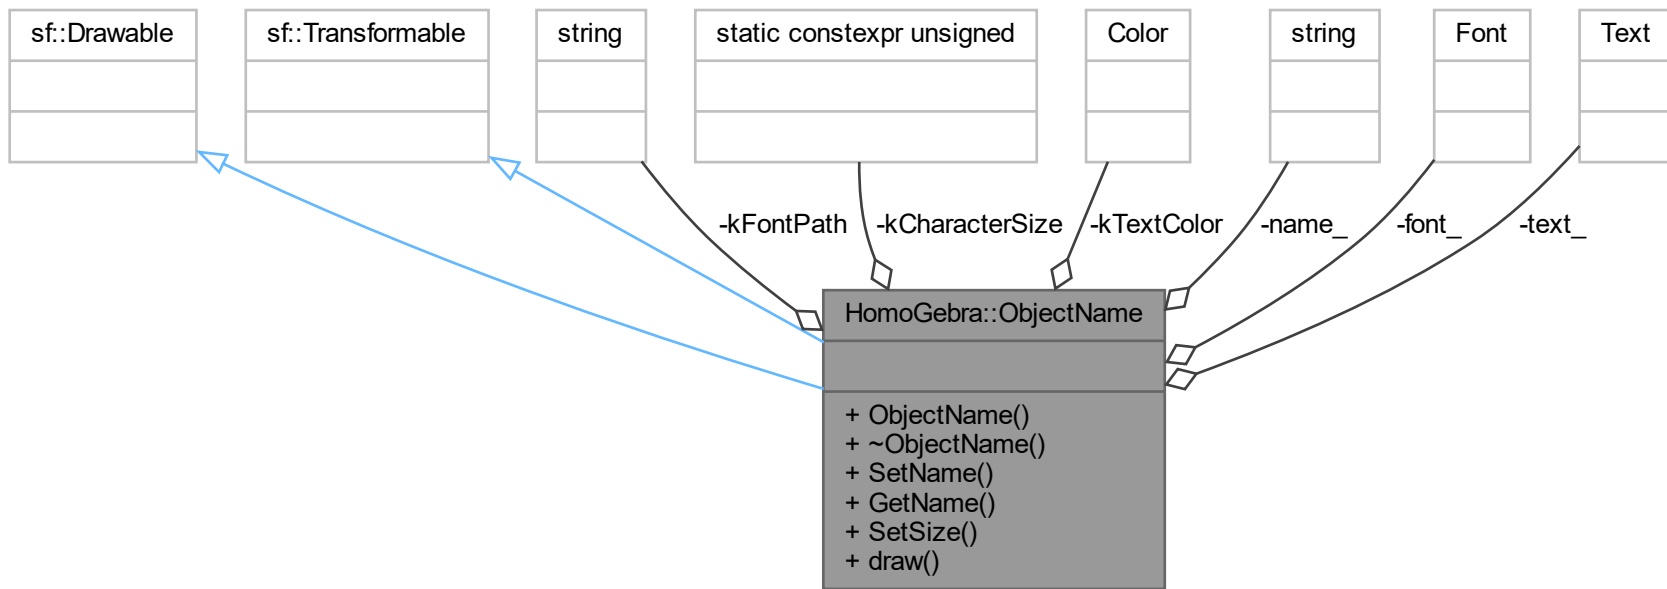 sf::Drawable
sf::Transformable
string
static constexpr unsigned
Color
string
Font
Text
-kFontPath
-kCharacterSize
-kTextColor
-name_
-font_
-text_
HomoGebra::ObjectName
+ ObjectName()
+ ~ObjectName()
+ SetName()
+ GetName()
+ SetSize()
+ draw()